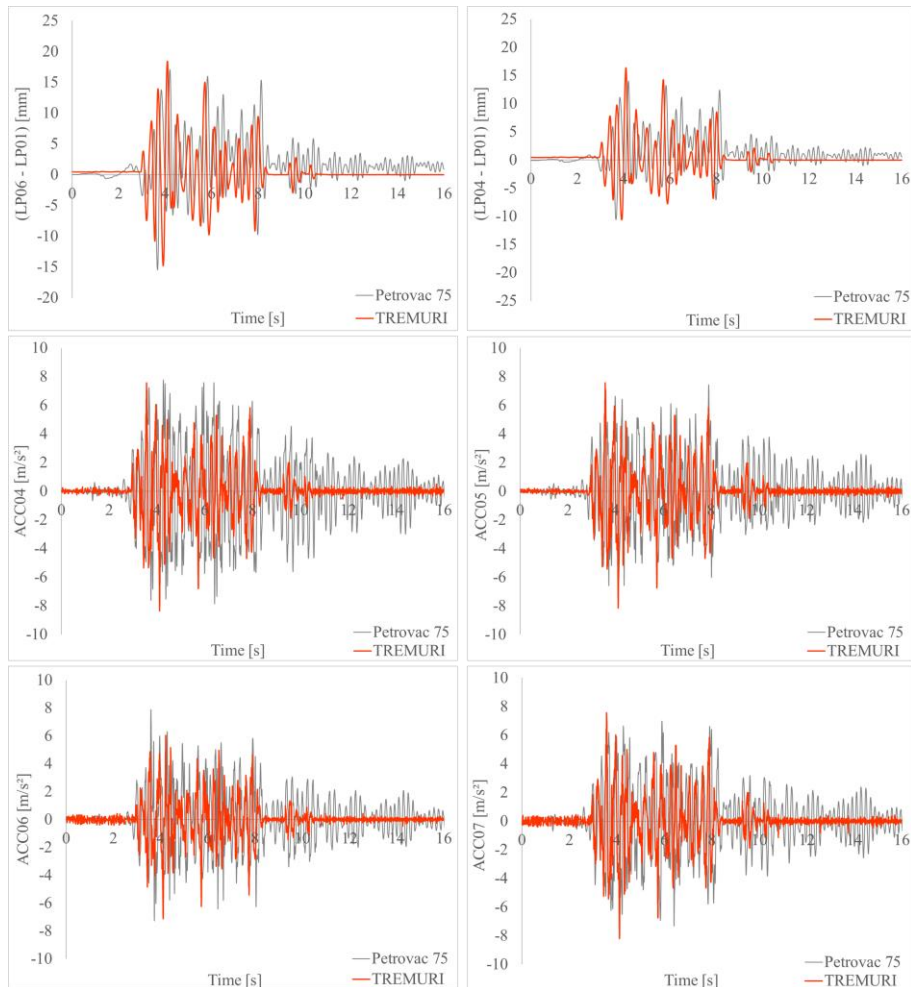 25
20
15
10
5
0
-5
-10
-15
-20
0 2 4 6 8 10 12 14 16
(LP06 - LP01) [mm]
Time [s]
Petrovac 75
TREMURI
25
20
15
10
5
0
-5
-10
-15
-20
-25
0 2 4 6 8 10 12 14 16
(LP04 - LP01) [mm]
Time [s]
Petrovac 75
TREMURI
10
8
6
4
2
0
-2
-4
-6
-8
-10
0 2 4 6 8 10 12 14 16
ACC04 [m/s²]
Time [s]
Petrovac 75
TREMURI
10
8
6
4
2
0
-2
-4
-6
-8
-10
0 2 4 6 8 10 12 14 16
ACC05 [m/s²]
Time [s]
Petrovac 75
TREMURI
10
8
6
4
2
0
-2
-4
-6
-8
-10
0 2 4 6 8 10 12 14 16
ACC06 [m/s²]
Time [s]
Petrovac 75
TREMURI
10
8
6
4
2
0
-2
-4
-6
-8
-10
0 2 4 6 8 10 12 14 16
ACC07 [m/s²]
Time [s]
Petrovac 75
TREMURI